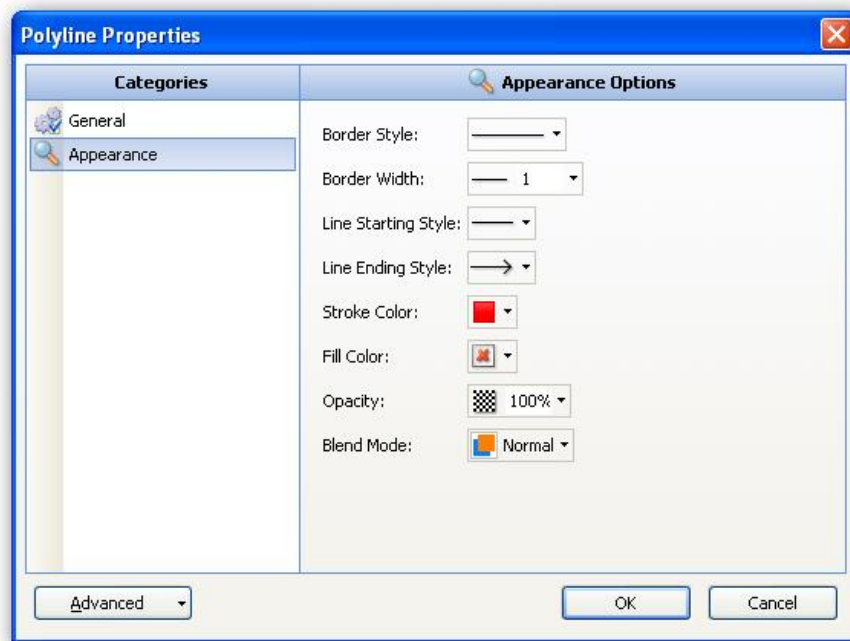 Polyline Properties
Categories
General
Appearance
Appearance Options
Border Style:
Border Width: 1
Line Starting Style:
Line Ending Style:
Stroke Color:
Fill Color:
Opacity: 100%
Blend Mode: Normal
Advanced
OK
Cancel